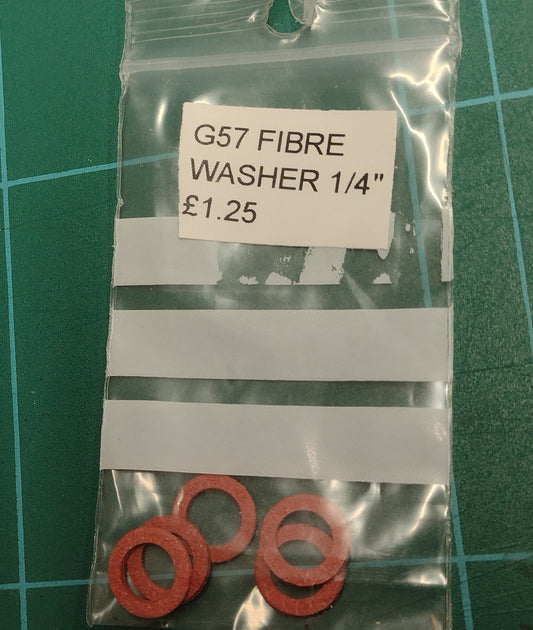 G57 FIBRE
WASHER 1/4"
£1.25